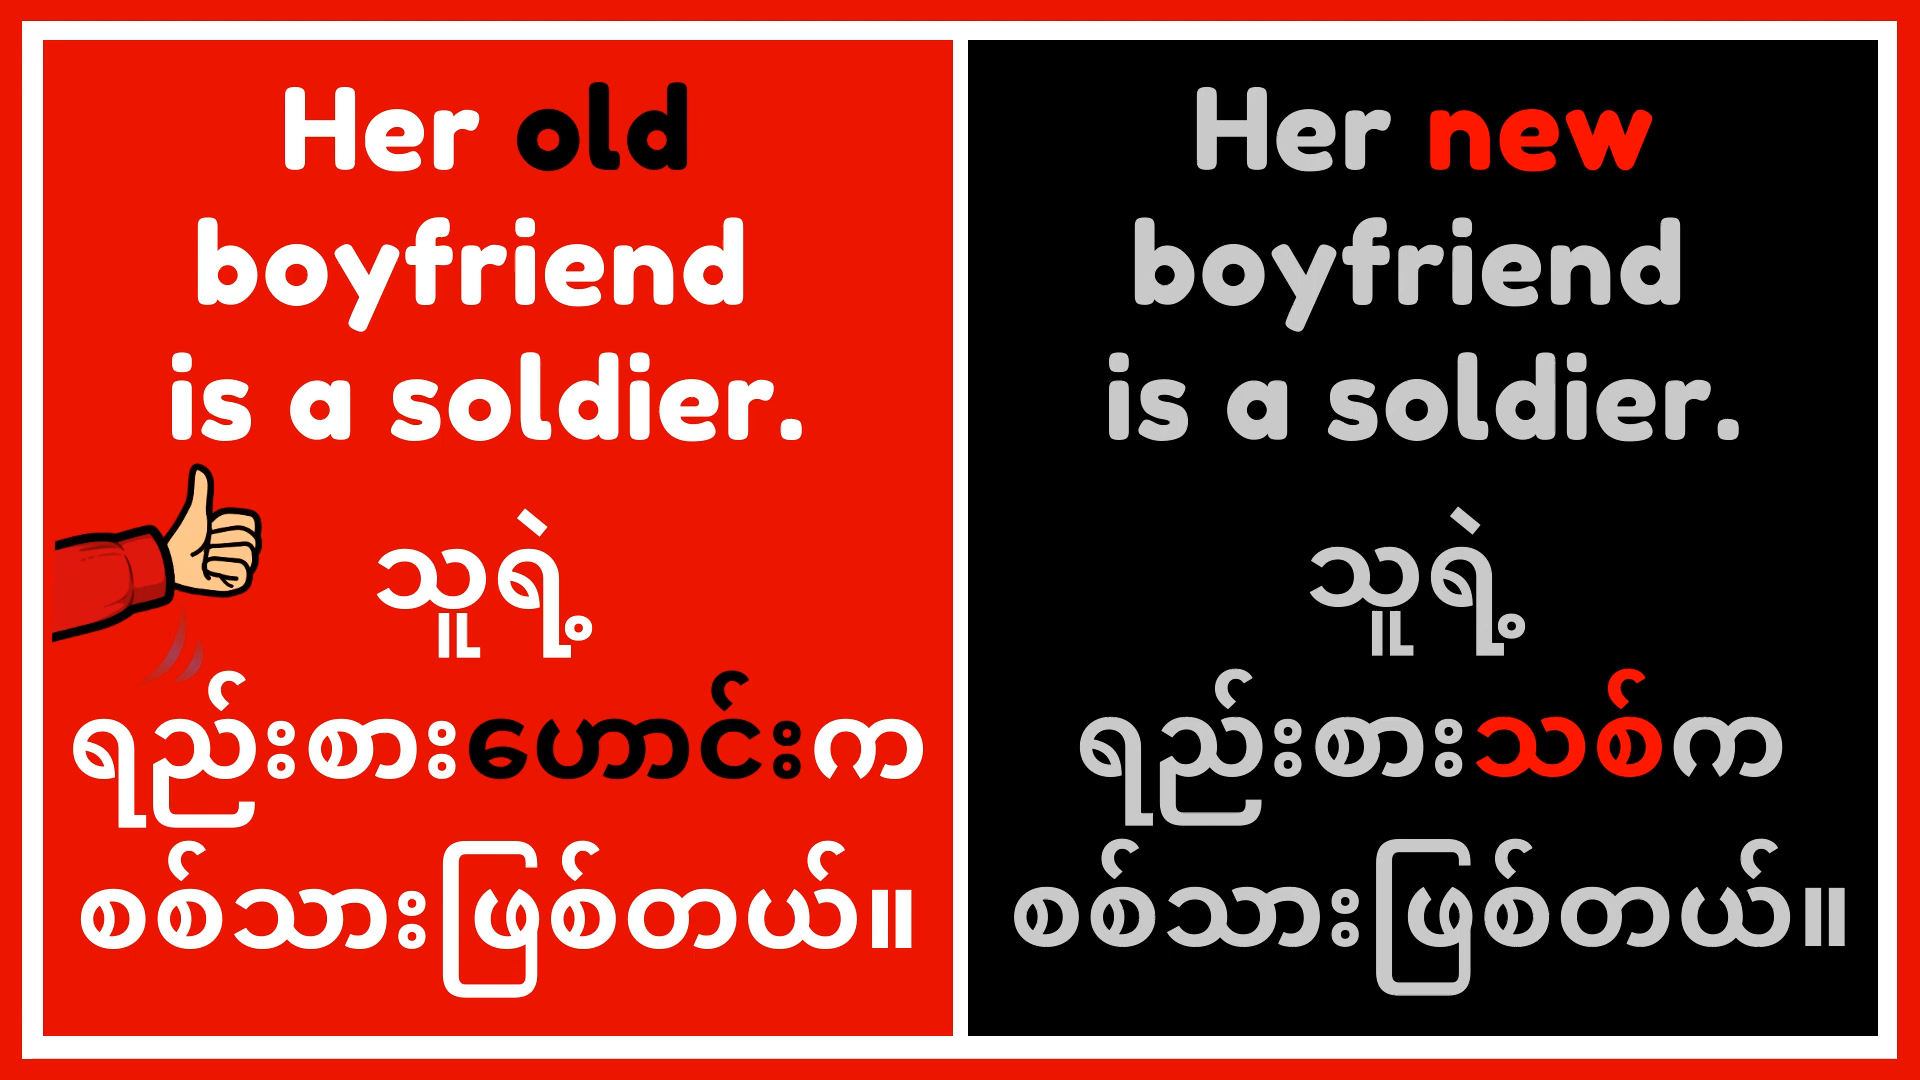 Her old
boyfriend
is a soldier.
သူရဲ့
ရည်းစားဟောင်းက
စစ်သားဖြစ်တယ်။
Her new
boyfriend
is a soldier.
သူရဲ့
ရည်းစားသစ်က
စစ်သားဖြစ်တယ်။